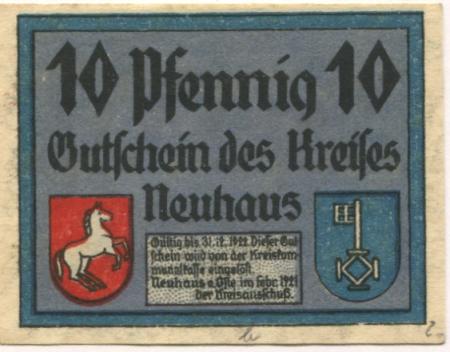 10 Pfennig 10
Gutschein des Kreises
Neuhaus
Gültig bis 31.12.1922. Dieser Gut
schein wird von der Kreiskom-
munalkasse eingelöst.
Neuhaus a. Oste im febr. 1921
der Kreisausschuß.